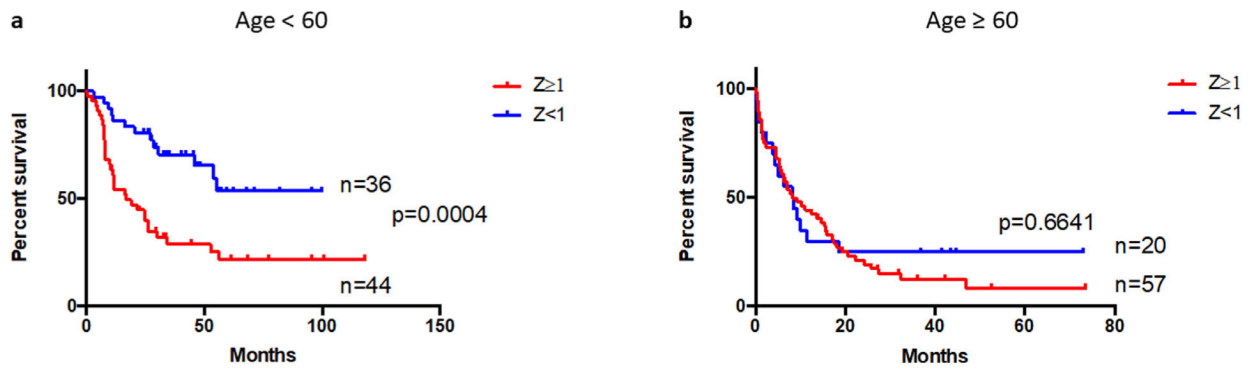 a
Age < 60
Z≥1
Z<1
Percent survival
100
50
0
n=36
p=0.0004
n=44
0
50
100
150
Months
b
Age ≥ 60
Z≥1
Z<1
Percent survival
100
50
0
p=0.6641
n=20
n=57
0
20
40
60
80
Months